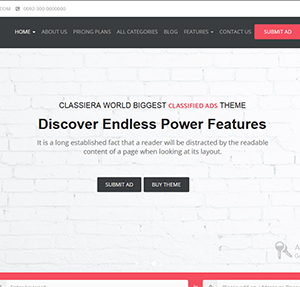 .COM 0092-300-0000000
HOME ABOUT US PRICING PLANS ALL CATEGORIES BLOG FEATURES CONTACT US SUBMIT AD
CLASSIERA WORLD BIGGEST CLASSIFIED ADS THEME
Discover Endless Power Features
It is a long established fact that a reader will be distracted by the readable
content of a page when looking at its layout.
SUBMIT AD BUY THEME